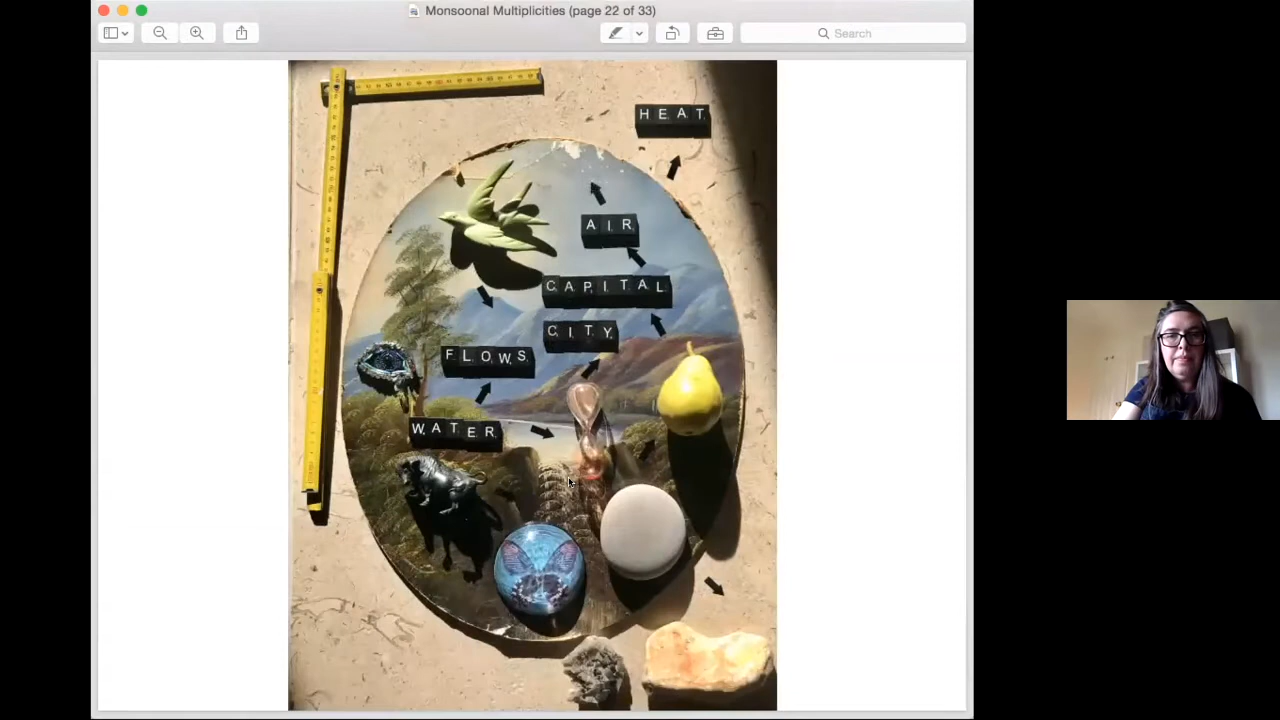 Monsoonal Multiplicities (page 22 of 33)
Search
HEAT
AIR
CAPITAL
CITY
FLOWS
WATER